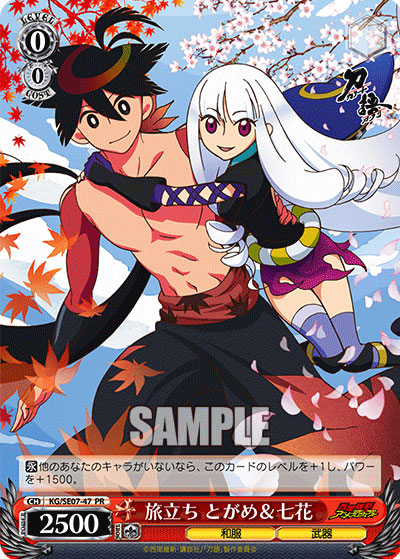 LEVEL
0
0
COST
刀語
SAMPLE
永 他のあなたのキャラがいないなら、このカードのレベルを+1し、パワー
を+1500。
CH KG/SE07-47 PR
POWER
2500
SOUL
旅立ち とがめ&七花
和服
武器
©西尾維新・講談社/「刀語」製作委員会